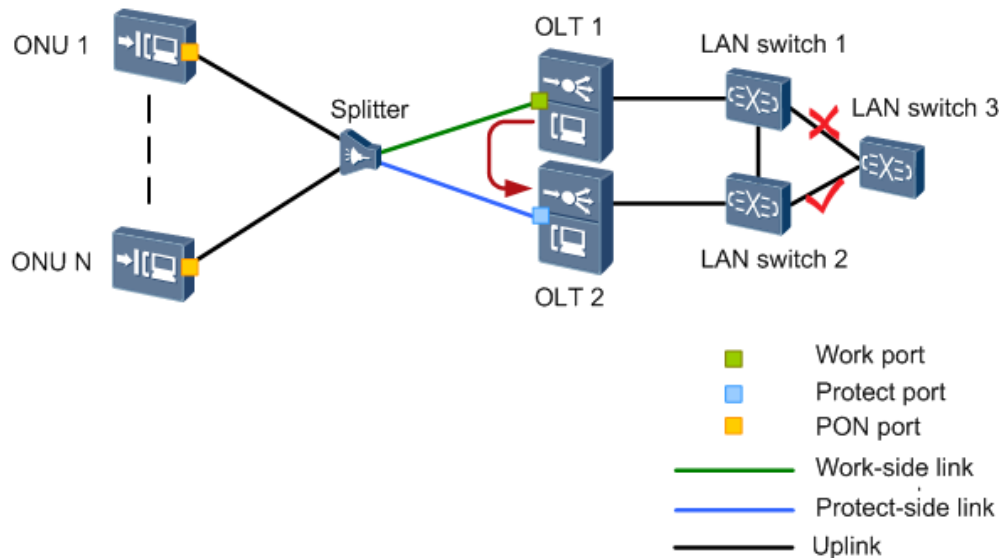 ONU 1
Splitter
OLT 1
LAN switch 1
LAN switch 3
ONU N
OLT 2
LAN switch 2
Work port
Protect port
PON port
Work-side link
Protect-side link
Uplink